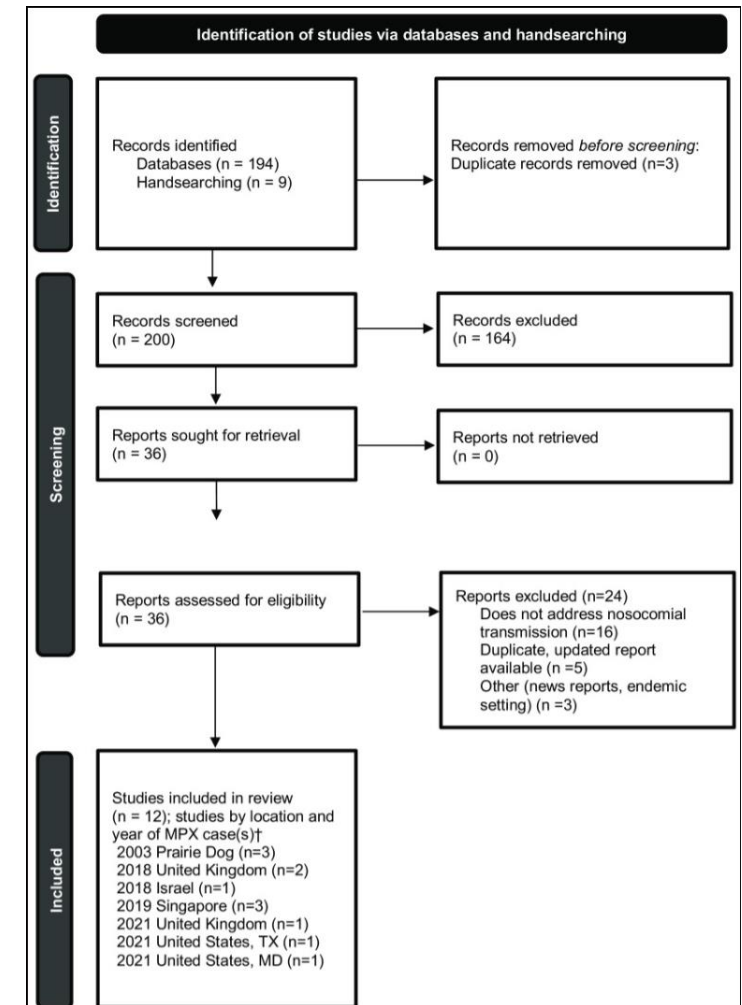 Identification of studies via databases and handsearching
Identification
Records identified
Databases (n = 194)
Handsearching (n = 9)
Records removed before screening:
Duplicate records removed (n=3)
Screening
Records screened
(n = 200)
Records excluded
(n = 164)
Reports sought for retrieval
(n = 36)
Reports not retrieved
(n = 0)
Reports assessed for eligibility
(n = 36)
Reports excluded (n=24)
Does not address nosocomial
transmission (n=16)
Duplicate, updated report
available (n =5)
Other (news reports, endemic
setting) (n =3)
Included
Studies included in review
(n = 12); studies by location and
year of MPX case(s)†
2003 Prairie Dog (n=3)
2018 United Kingdom (n=2)
2018 Israel (n=1)
2019 Singapore (n=3)
2021 United Kingdom (n=1)
2021 United States, TX (n=1)
2021 United States, MD (n=1)